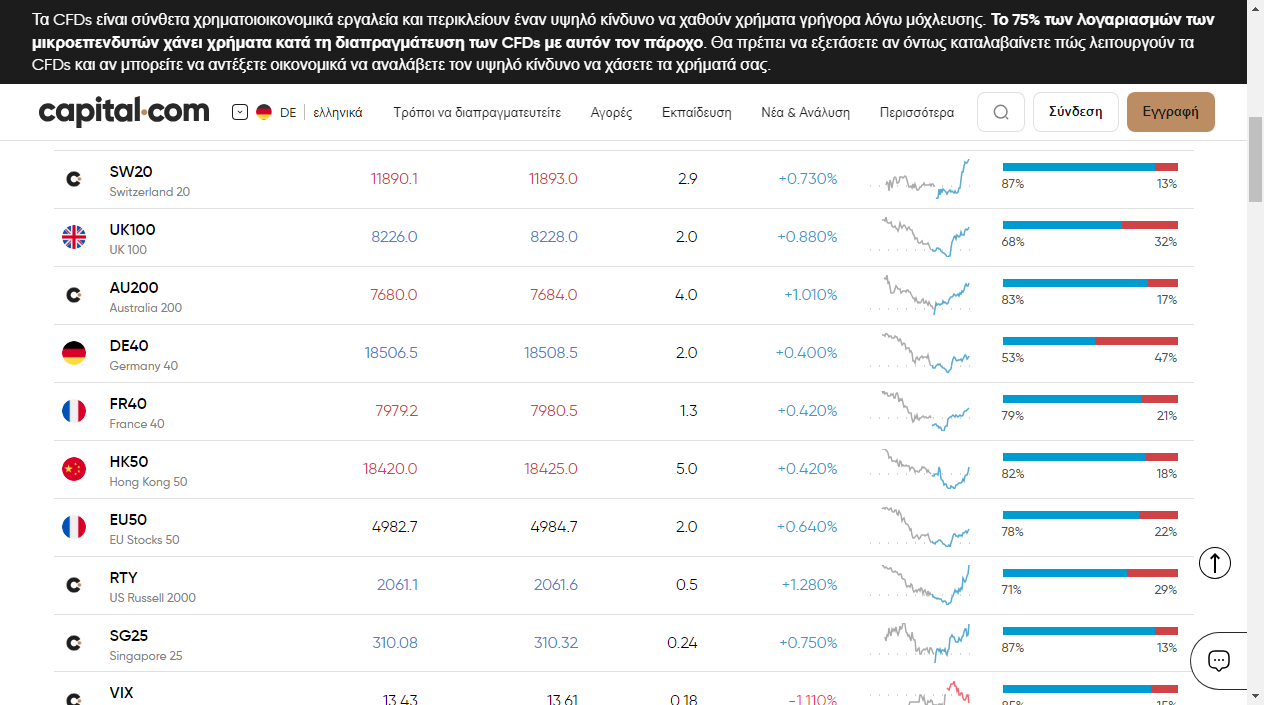 Τα CFDs είναι σύνθετα χρηματοιοικονομικά εργαλεία και περικλείουν έναν υψηλό κίνδυνο να χαθούν χρήματα γρήγορα λόγω μόχλευσης. Το 75% των λογαριασμών των
μικροεπενδυτών χάνει χρήματα κατά τη διαπραγμάτευση των CFDs με αυτόν τον πάροχο. Θα πρέπει να εξετάσετε αν όντως καταλαβαίνετε πώς λειτουργούν τα
CFDs και αν μπορείτε να αντέξετε οικονομικά να αναλάβετε τον υψηλό κίνδυνο να χάσετε τα χρήματά σας.
capital.com DE ελληνικά Τρόποι να διαπραγματευτείτε Αγορές Εκπαίδευση Νέα & Ανάλυση Περισσότερα Σύνδεση Εγγραφή
SW20 11890.1 11893.0 2.9 +0.730%
Switzerland 20 87% 13%
UK100 8226.0 8228.0 2.0 +0.880%
UK 100 68% 32%
AU200 7680.0 7684.0 4.0 +1.010%
Australia 200 83% 17%
DE40 18506.5 18508.5 2.0 +0.400%
Germany 40 53% 47%
FR40 7979.2 7980.5 1.3 +0.420%
France 40 79% 21%
HK50 18420.0 18425.0 5.0 +0.420%
Hong Kong 50 82% 18%
EU50 4982.7 4984.7 2.0 +0.640%
EU Stocks 50 78% 22%
RTY 2061.1 2061.6 0.5 +1.280%
US Russell 2000 71% 29%
SG25 310.08 310.32 0.24 +0.750%
Singapore 25 87% 13%
VIX 13.43 13.61 0.18 -1.110%